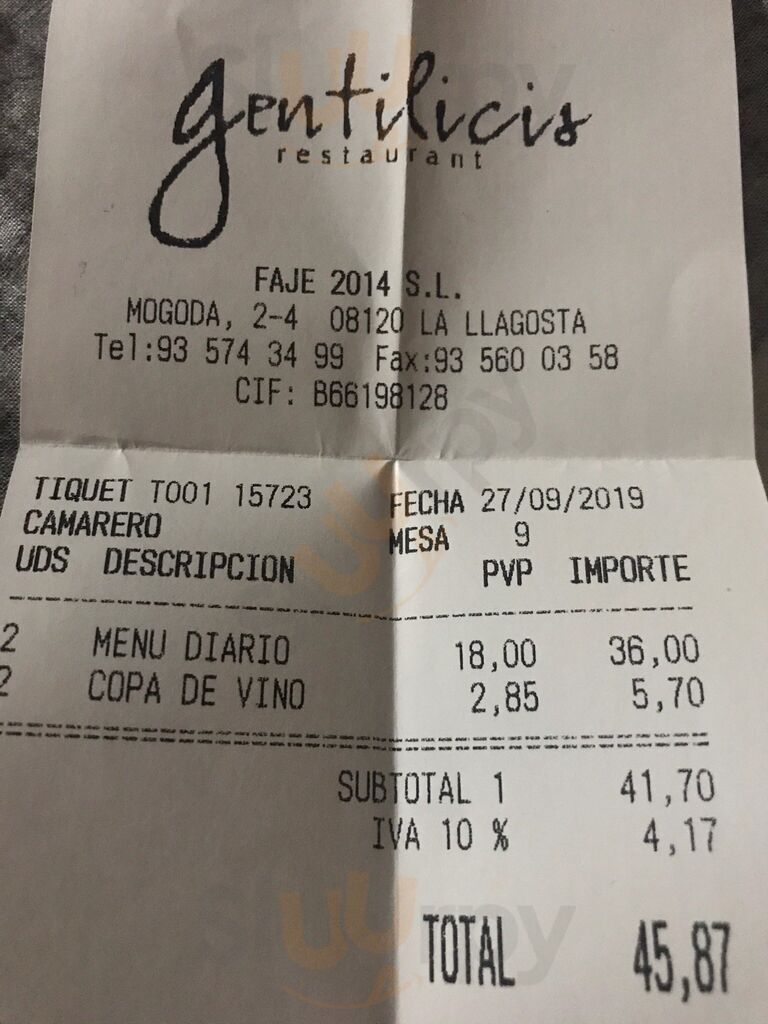 gentilicis
restaurant
FAJE 2014 S.L.
MOGODA, 2-4 08120 LA LLAGOSTA
Tel:93 574 34 99 Fax:93 560 03 58
CIF: B66198128
TIQUET T001 15723 FECHA 27/09/2019
CAMARERO MESA 9
UDS DESCRIPCION PVP IMPORTE
2 MENU DIARIO 18,00 36,00
2 COPA DE VINO 2,85 5,70
SUBTOTAL 1 41,70
IVA 10 % 4,17
TOTAL 45,87